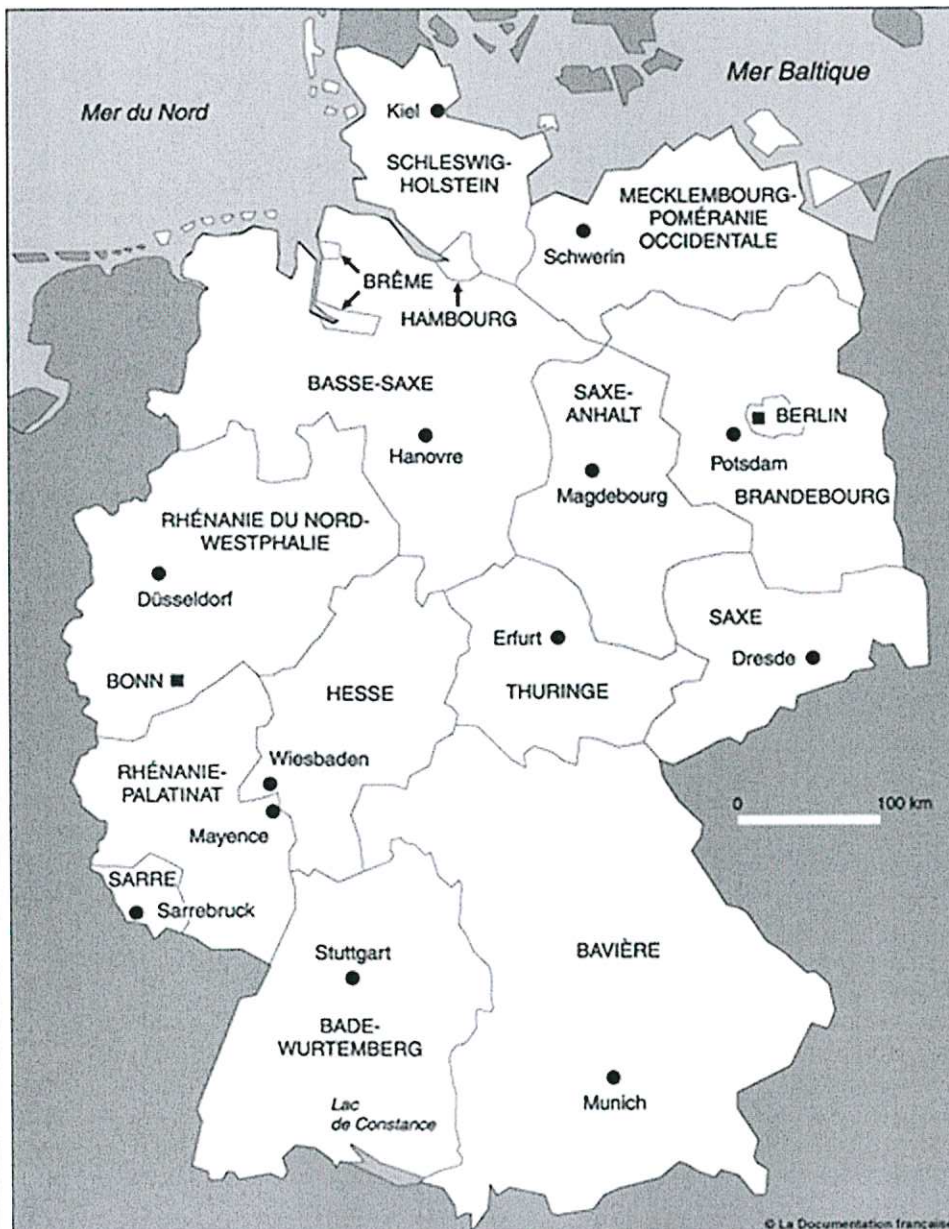 Mer du Nord
Mer Baltique
Kiel
SCHLESWIG-
HOLSTEIN
MECKLEMBOURG-
POMÉRANIE
OCCIDENTALE
Schwerin
BRÊME
HAMBOURG
BASSE-SAXE
Hanovre
SAXE-
ANHALT
Magdebourg
BERLIN
Potsdam
BRANDEBOURG
RHÉNANIE DU NORD-
WESTPHALIE
Düsseldorf
BONN
HESSE
Erfurt
THURINGE
SAXE
Dresde
Wiesbaden
RHÉNANIE-
PALATINAT
Mayence
0 100 km
SARRE
Sarrebruck
Stuttgart
BADE-
WURTEMBERG
BAVIÈRE
Munich
Lac
de Constance
© La Documentation française